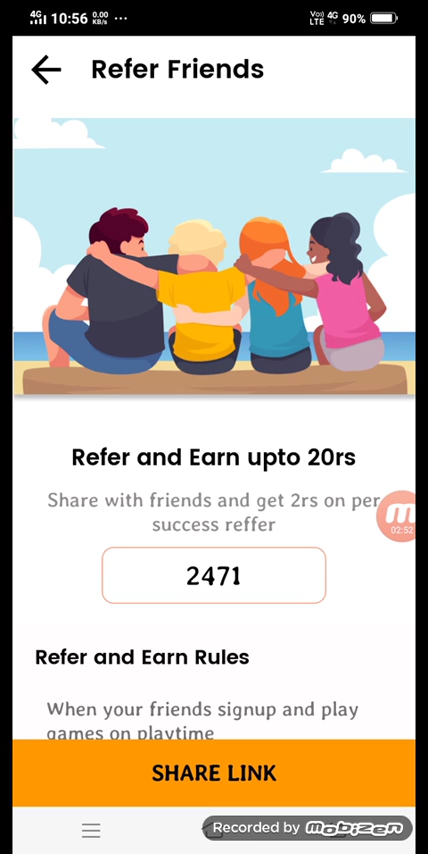 4G 10:56 0.00 KB/s ... Vo) LTE 4G 90%
Refer Friends
Refer and Earn upto 20rs
Share with friends and get 2rs on per
success reffer
m
02:52
2471
Refer and Earn Rules
When your friends signup and play
games on playtime
SHARE LINK
Recorded by mobizen